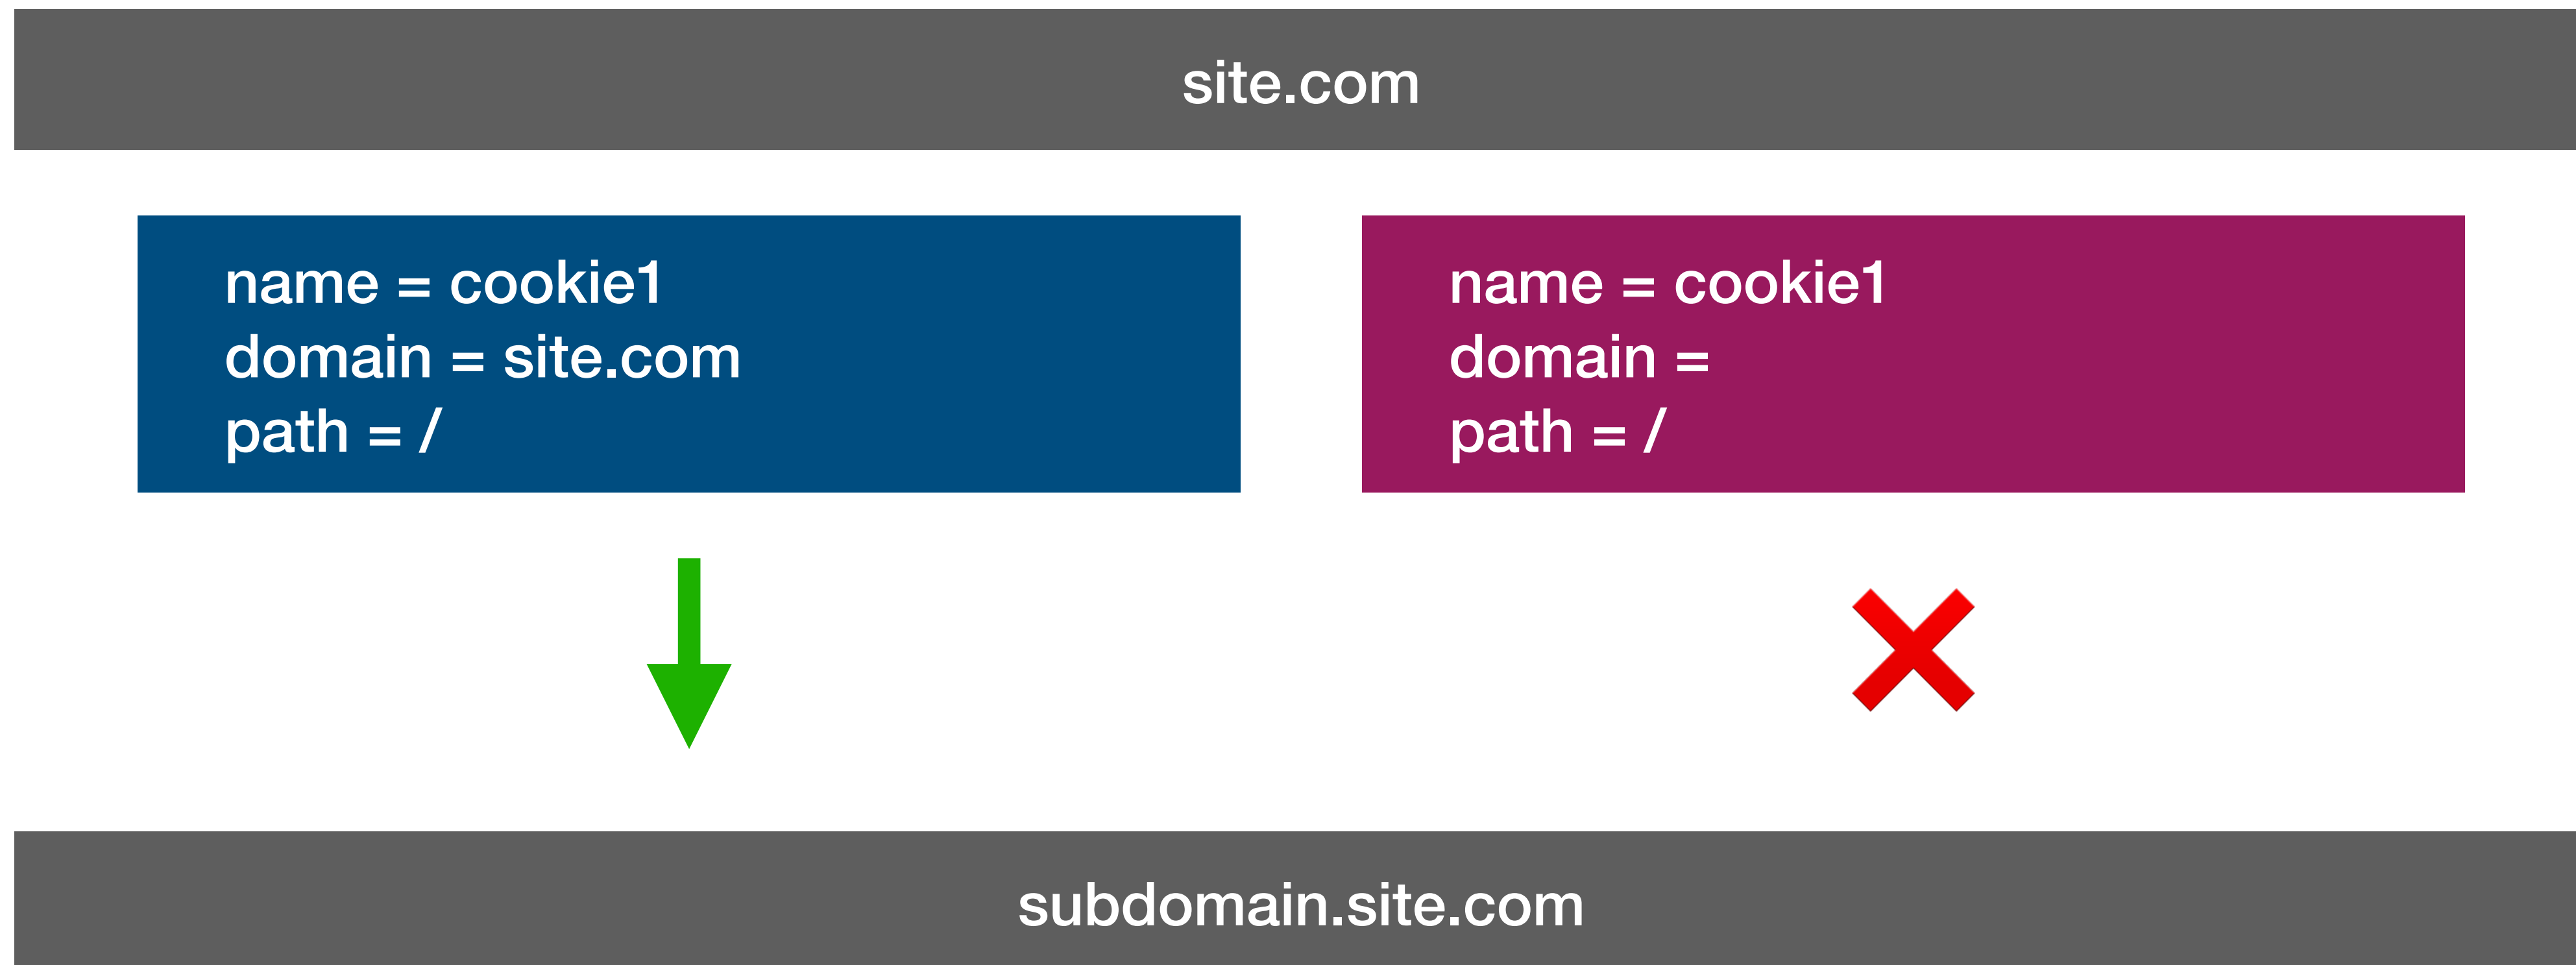 site.com
name = cookie1
domain = site.com
path = /
name = cookie1
domain =
path = /
subdomain.site.com